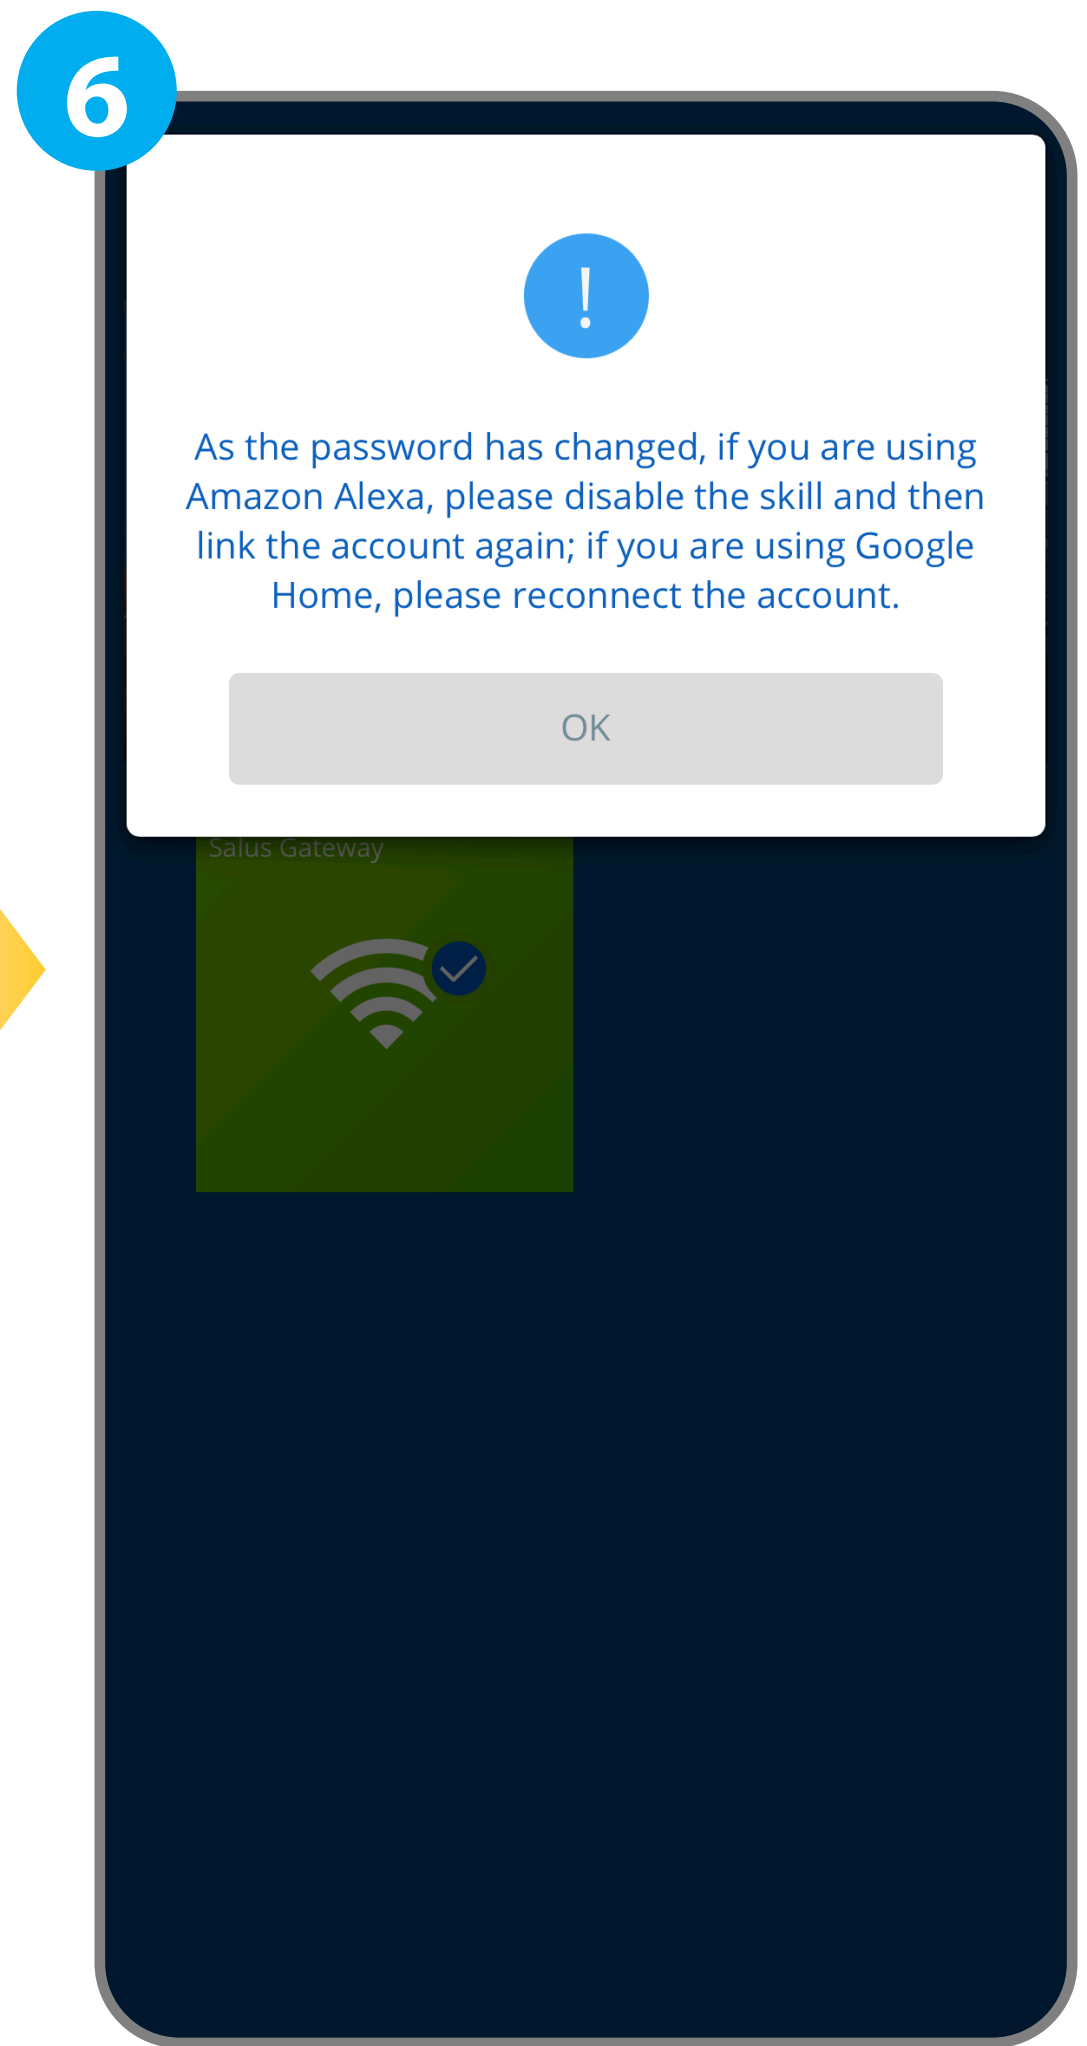 6
!
As the password has changed, if you are using
Amazon Alexa, please disable the skill and then
link the account again; if you are using Google
Home, please reconnect the account.
OK
Salus Gateway